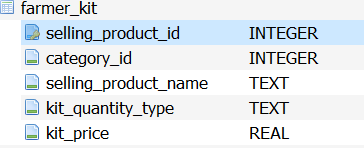 farmer_kit
selling_product_id INTEGER
category_id INTEGER
selling_product_name TEXT
kit_quantity_type TEXT
kit_price REAL